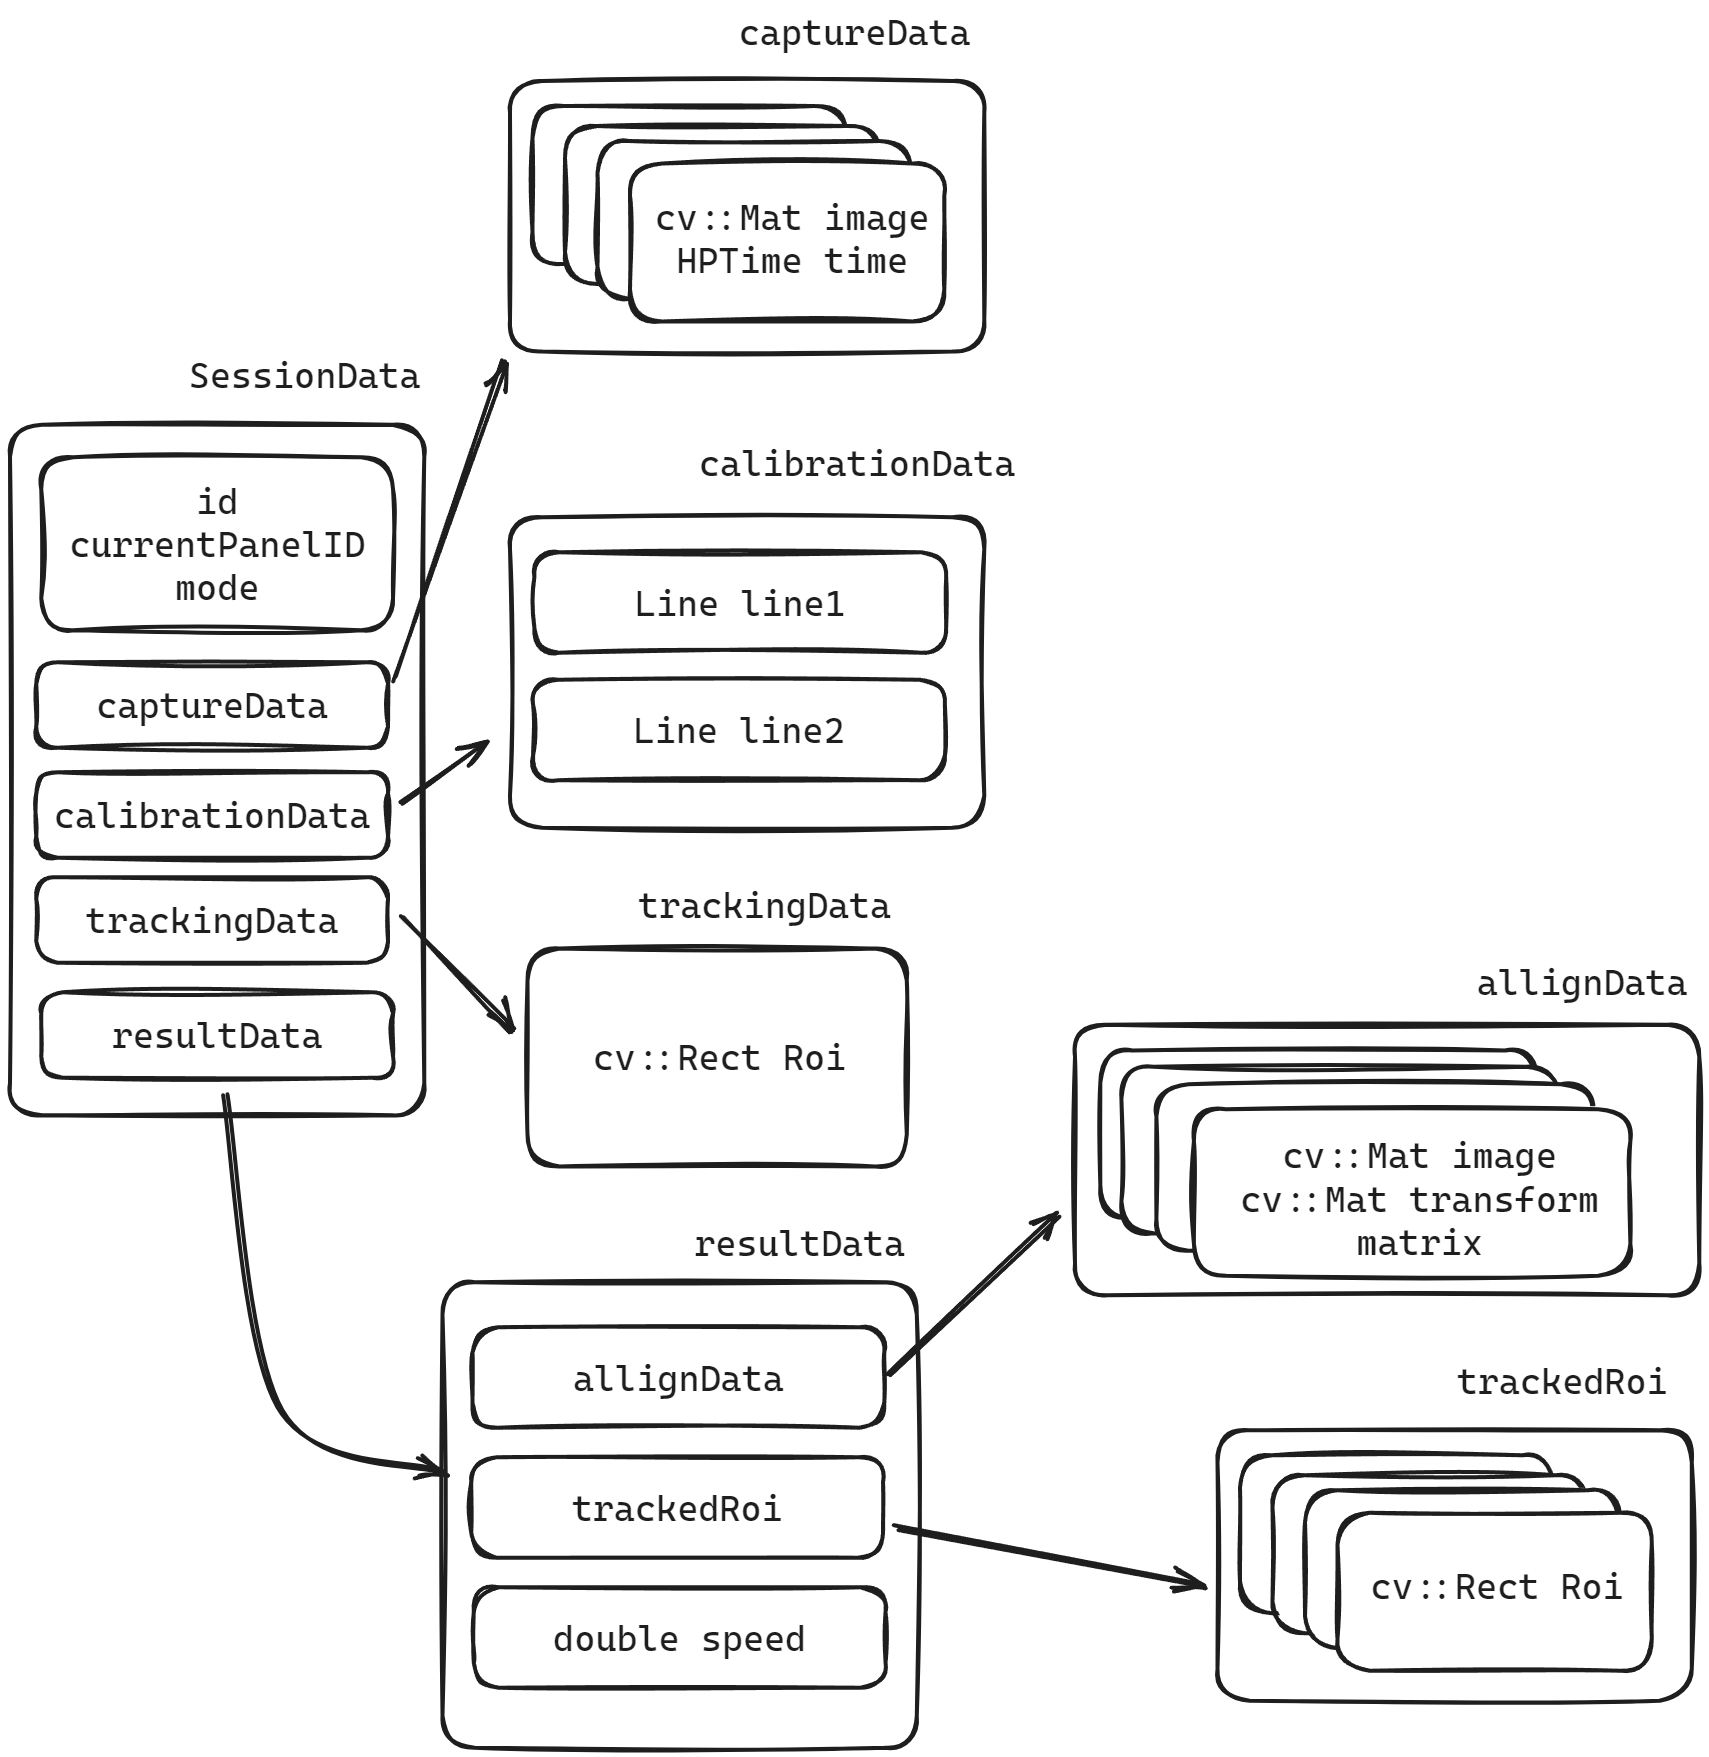 captureData
cv::Mat image
HPTime time
SessionData
id
currentPanelID
mode
captureData
calibrationData
trackingData
resultData
calibrationData
Line line1
Line line2
trackingData
cv::Rect Roi
resultData
allignData
trackedRoi
double speed
allignData
cv::Mat image
cv::Mat transform
matrix
trackedRoi
cv::Rect Roi